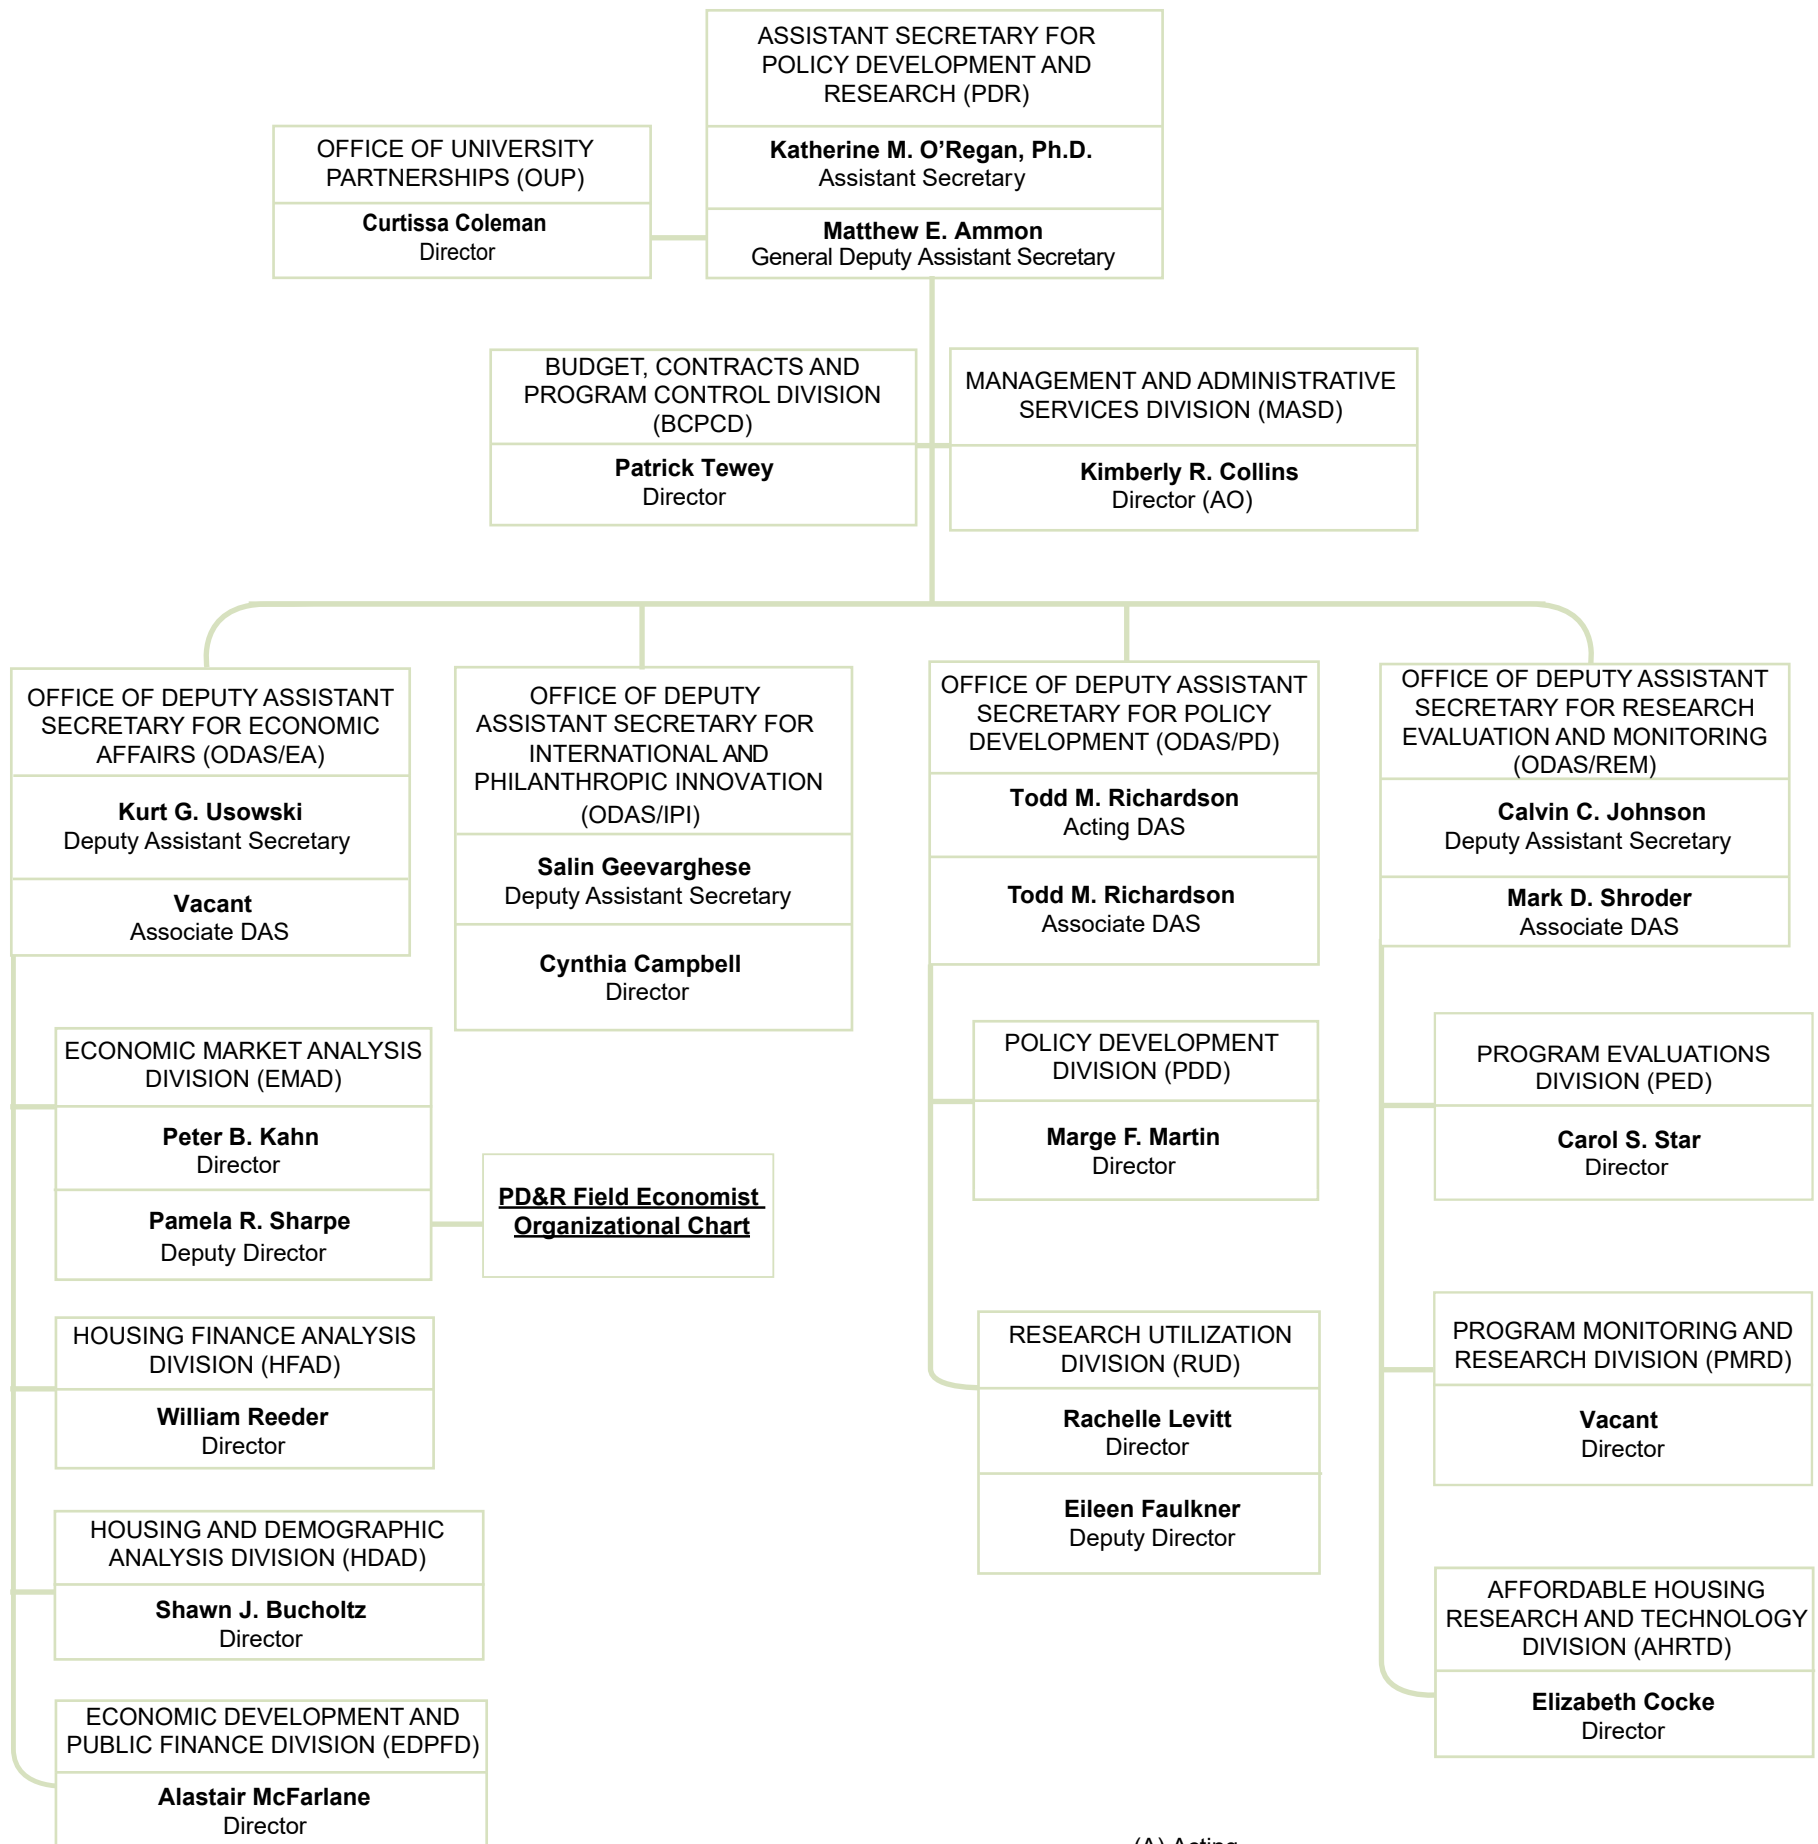 ASSISTANT SECRETARY FOR
POLICY DEVELOPMENT AND
RESEARCH (PDR)
Katherine M. O’Regan, Ph.D.
Assistant Secretary
Matthew E. Ammon
General Deputy Assistant Secretary
OFFICE OF UNIVERSITY
PARTNERSHIPS (OUP)
Curtissa Coleman
Director
BUDGET, CONTRACTS AND
PROGRAM CONTROL DIVISION
(BCPCD)
Patrick Tewey
Director
MANAGEMENT AND ADMINISTRATIVE
SERVICES DIVISION (MASD)
Kimberly R. Collins
Director (AO)
OFFICE OF DEPUTY ASSISTANT
SECRETARY FOR ECONOMIC
AFFAIRS (ODAS/EA)
Kurt G. Usowski
Deputy Assistant Secretary
Vacant
Associate DAS
ECONOMIC MARKET ANALYSIS
DIVISION (EMAD)
Peter B. Kahn
Director
Pamela R. Sharpe
Deputy Director
PD&R Field Economist
Organizational Chart
HOUSING FINANCE ANALYSIS
DIVISION (HFAD)
William Reeder
Director
HOUSING AND DEMOGRAPHIC
ANALYSIS DIVISION (HDAD)
Shawn J. Bucholtz
Director
ECONOMIC DEVELOPMENT AND
PUBLIC FINANCE DIVISION (EDPFD)
Alastair McFarlane
Director
OFFICE OF DEPUTY
ASSISTANT SECRETARY FOR
INTERNATIONAL AND
PHILANTHROPIC INNOVATION
(ODAS/IPI)
Salin Geevarghese
Deputy Assistant Secretary
Cynthia Campbell
Director
OFFICE OF DEPUTY ASSISTANT
SECRETARY FOR POLICY
DEVELOPMENT (ODAS/PD)
Todd M. Richardson
Acting DAS
Todd M. Richardson
Associate DAS
POLICY DEVELOPMENT
DIVISION (PDD)
Marge F. Martin
Director
RESEARCH UTILIZATION
DIVISION (RUD)
Rachelle Levitt
Director
Eileen Faulkner
Deputy Director
OFFICE OF DEPUTY ASSISTANT
SECRETARY FOR RESEARCH
EVALUATION AND MONITORING
(ODAS/REM)
Calvin C. Johnson
Deputy Assistant Secretary
Mark D. Shroder
Associate DAS
PROGRAM EVALUATIONS
DIVISION (PED)
Carol S. Star
Director
PROGRAM MONITORING AND
RESEARCH DIVISION (PMRD)
Vacant
Director
AFFORDABLE HOUSING
RESEARCH AND TECHNOLOGY
DIVISION (AHRTD)
Elizabeth Cocke
Director
(A) Acting